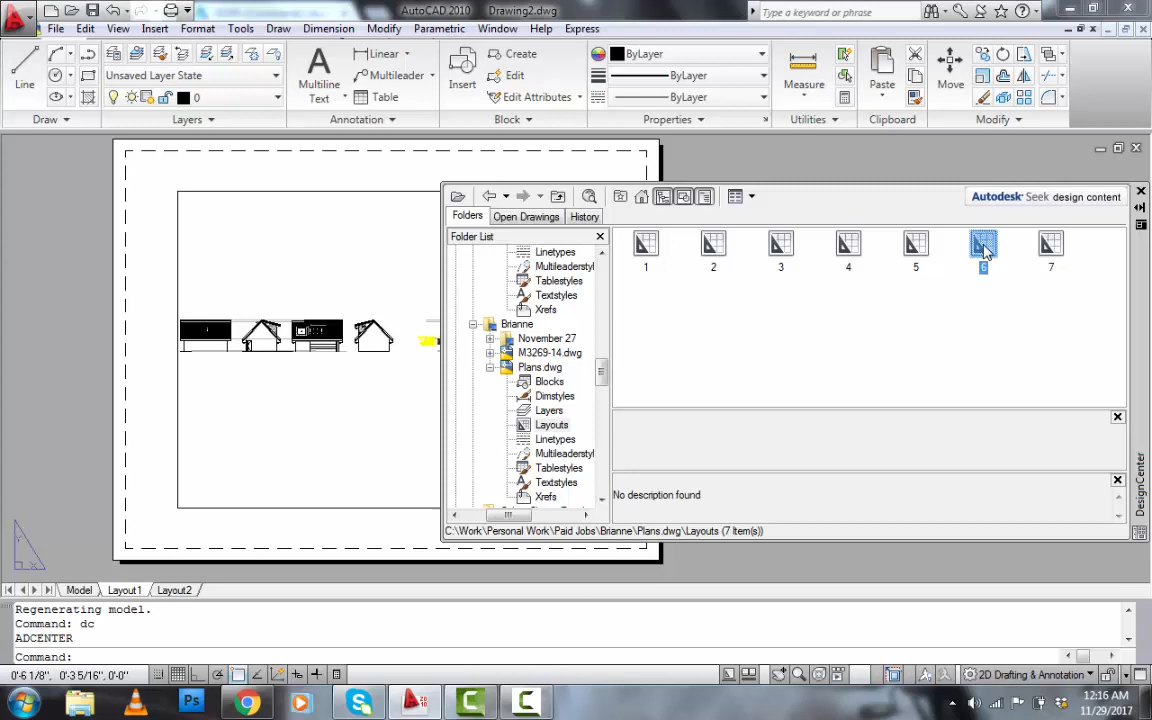 AutoCAD 2010 Drawing2.dwg
Type a keyword or phrase
File Edit View Insert Format Tools Draw Dimension Modify Parametric Window Help Express
Line
Unsaved Layer State
0
Draw
Layers
Multiline Text
Linear
Multileader
Table
Annotation
Insert
Create
Edit
Edit Attributes
Block
ByLayer
ByLayer
ByLayer
Properties
Measure
Utilities
Paste
Clipboard
Move
Modify
Autodesk Seek design content
Folders Open Drawings History
Folder List
Linetypes
Multileaderstyl
Tablestyles
Textstyles
Xrefs
Brianne
November 27
M3269-14.dwg
Plans.dwg
Blocks
Dimstyles
Layers
Layouts
Linetypes
Multileaderstyl
Tablestyles
Textstyles
Xrefs
1 2 3 4 5 6 7
No description found
C:\Work\Personal Work\Paid Jobs\Brianne\Plans.dwg\Layouts (7 Item(s))
DesignCenter
X
Model Layout1 Layout2
Regenerating model.
Command: dc
ADCENTER
Command:
0'-6 1/8", 0'-3 5/16", 0'-0"
2D Drafting & Annotation
Ps
2010
12:16 AM
11/29/2017